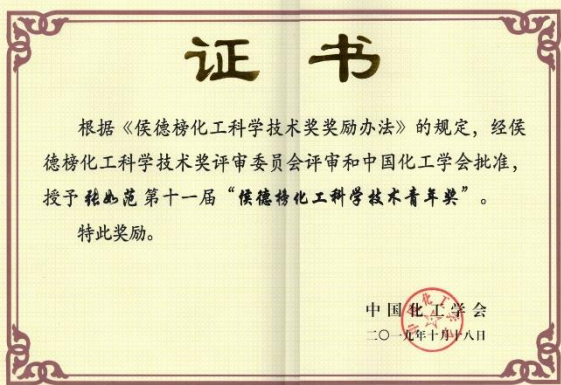 证书
根据《侯德榜化工科学技术奖奖励办法》的规定，经侯
德榜化工科学技术奖评审委员会评审和中国化工学会批准，
授予张如范第十一届“侯德榜化工科学技术青年奖”。
特此奖励。
中国化工学会
二〇一九年十月十八日